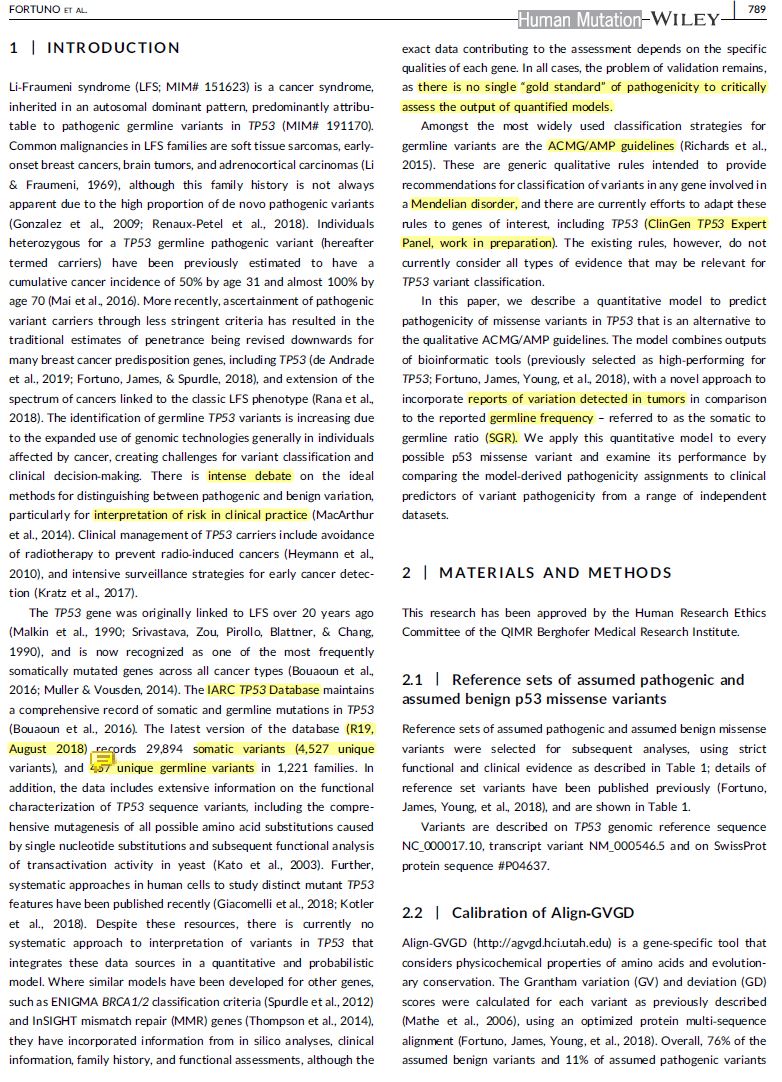 FORTUNO ET AL.
Human Mutation WILEY 789
1 | INTRODUCTION
Li-Fraumeni syndrome (LFS; MIM# 151623) is a cancer syndrome,
inherited in an autosomal dominant pattern, predominantly attribu-
table to pathogenic germline variants in TP53 (MIM# 191170).
Common malignancies in LFS families are soft tissue sarcomas, early-
onset breast cancers, brain tumors, and adrenocortical carcinomas (Li
& Fraumeni, 1969), although this family history is not always
apparent due to the high proportion of de novo pathogenic variants
(Gonzalez et al., 2009; Renaux-Petel et al., 2018). Individuals
heterozygous for a TP53 germline pathogenic variant (hereafter
termed carriers) have been previously estimated to have a
cumulative cancer incidence of 50% by age 31 and almost 100% by
age 70 (Mai et al., 2016). More recently, ascertainment of pathogenic
variant carriers through less stringent criteria has resulted in the
traditional estimates of penetrance being revised downwards for
many breast cancer predisposition genes, including TP53 (de Andrade
et al., 2019; Fortuno, James, & Spurdle, 2018), and extension of the
spectrum of cancers linked to the classic LFS phenotype (Rana et al.,
2018). The identification of germline TP53 variants is increasing due
to the expanded use of genomic technologies generally in individuals
affected by cancer, creating challenges for variant classification and
clinical decision-making. There is intense debate on the ideal
methods for distinguishing between pathogenic and benign variation,
particularly for interpretation of risk in clinical practice (MacArthur
et al., 2014). Clinical management of TP53 carriers include avoidance
of radiotherapy to prevent radio-induced cancers (Heymann et al.,
2010), and intensive surveillance strategies for early cancer detec-
tion (Kratz et al., 2017).
The TP53 gene was originally linked to LFS over 20 years ago
(Malkin et al., 1990; Srivastava, Zou, Pirollo, Blattner, & Chang,
1990), and is now recognized as one of the most frequently
somatically mutated genes across all cancer types (Bouaoun et al.,
2016; Muller & Vousden, 2014). The IARC TP53 Database maintains
a comprehensive record of somatic and germline mutations in TP53
(Bouaoun et al., 2016). The latest version of the database (R19,
August 2018) records 29,894 somatic variants (4,527 unique
variants), and unique germline variants in 1,221 families. In
addition, the data includes extensive information on the functional
characterization of TP53 sequence variants, including the compre-
hensive mutagenesis of all possible amino acid substitutions caused
by single nucleotide substitutions and subsequent functional analysis
of transactivation activity in yeast (Kato et al., 2003). Further,
systematic approaches in human cells to study distinct mutant TP53
features have been published recently (Giacomelli et al., 2018; Kotler
et al., 2018). Despite these resources, there is currently no
systematic approach to interpretation of variants in TP53 that
integrates these data sources in a quantitative and probabilistic
model. Where similar models have been developed for other genes,
such as ENIGMA BRCA1/2 classification criteria (Spurdle et al., 2012)
and InSIGHT mismatch repair (MMR) genes (Thompson et al., 2014),
they have incorporated information from in silico analyses, clinical
information, family history, and functional assessments, although the
exact data contributing to the assessment depends on the specific
qualities of each gene. In all cases, the problem of validation remains,
as there is no single “gold standard” of pathogenicity to critically
assess the output of quantified models.
Amongst the most widely used classification strategies for
germline variants are the ACMG/AMP guidelines (Richards et al.,
2015). These are generic qualitative rules intended to provide
recommendations for classification of variants in any gene involved in
a Mendelian disorder, and there are currently efforts to adapt these
rules to genes of interest, including TP53 (ClinGen TP53 Expert
Panel, work in preparation). The existing rules, however, do not
currently consider all types of evidence that may be relevant for
TP53 variant classification.
In this paper, we describe a quantitative model to predict
pathogenicity of missense variants in TP53 that is an alternative to
the qualitative ACMG/AMP guidelines. The model combines outputs
of bioinformatic tools (previously selected as high-performing for
TP53; Fortuno, James, Young, et al., 2018), with a novel approach to
incorporate reports of variation detected in tumors in comparison
to the reported germline frequency – referred to as the somatic to
germline ratio (SGR). We apply this quantitative model to every
possible p53 missense variant and examine its performance by
comparing the model-derived pathogenicity assignments to clinical
predictors of variant pathogenicity from a range of independent
datasets.
2 | MATERIALS AND METHODS
This research has been approved by the Human Research Ethics
Committee of the QIMR Berghofer Medical Research Institute.
2.1 | Reference sets of assumed pathogenic and
assumed benign p53 missense variants
Reference sets of assumed pathogenic and assumed benign missense
variants were selected for subsequent analyses, using strict
functional and clinical evidence as described in Table 1; details of
reference set variants have been published previously (Fortuno,
James, Young, et al., 2018), and are shown in Table 1.
Variants are described on TP53 genomic reference sequence
NC_000017.10, transcript variant NM_000546.5 and on SwissProt
protein sequence #P04637.
2.2 | Calibration of Align-GVGD
Align-GVGD (http://agvgd.hci.utah.edu) is a gene-specific tool that
considers physicochemical properties of amino acids and evolution-
ary conservation. The Grantham variation (GV) and deviation (GD)
scores were calculated for each variant as previously described
(Mathe et al., 2006), using an optimized protein multi-sequence
alignment (Fortuno, James, Young, et al., 2018). Overall, 76% of the
assumed benign variants and 11% of assumed pathogenic variants